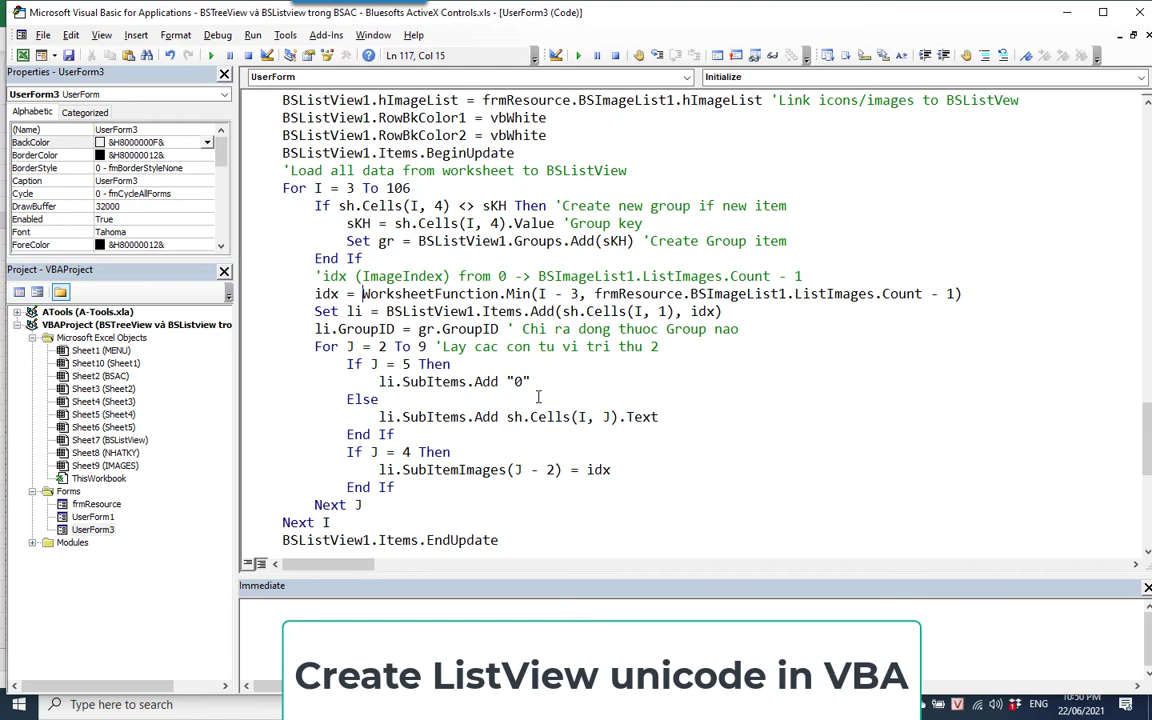 Microsoft Visual Basic for Applications - BSTreeView và BSListview trong BSAC - Bluesofts ActiveX Controls.xls - [UserForm3 (Code)]
File Edit View Insert Format Debug Run Tools Add-Ins Window Help
Ln 117, Col 15
Properties - UserForm3
UserForm3 UserForm
Alphabetic Categorized
(Name) UserForm3
BackColor &H8000000F&
BorderColor &H80000012&
BorderStyle 0 - fmBorderStyleNone
Caption UserForm3
Cycle 0 - fmCycleAllForms
DrawBuffer 32000
Enabled True
Font Tahoma
ForeColor &H80000012&
Project - VBAProject
ATools (A-Tools.xla)
VBAProject (BSTreeView và BSListview tro
Microsoft Excel Objects
Sheet1 (MENU)
Sheet10 (Sheet1)
Sheet2 (BSAC)
Sheet3 (Sheet2)
Sheet4 (Sheet3)
Sheet5 (Sheet4)
Sheet6 (Sheet5)
Sheet7 (BSListView)
Sheet8 (NHATKY)
Sheet9 (IMAGES)
ThisWorkbook
Forms
frmResource
UserForm1
UserForm3
Modules
UserForm
Initialize
BSListView1.hImageList = frmResource.BSImageList1.hImageList 'Link icons/images to BSListVew
BSListView1.RowBkColor1 = vbWhite
BSListView1.RowBkColor2 = vbWhite
BSListView1.Items.BeginUpdate
'Load all data from worksheet to BSListView
For I = 3 To 106
If sh.Cells(I, 4) <> sKH Then 'Create new group if new item
sKH = sh.Cells(I, 4).Value 'Group key
Set gr = BSListView1.Groups.Add(sKH) 'Create Group item
End If
'idx (ImageIndex) from 0 -> BSImageList1.ListImages.Count - 1
idx = WorksheetFunction.Min(I - 3, frmResource.BSImageList1.ListImages.Count - 1)
Set li = BSListView1.Items.Add(sh.Cells(I, 1), idx)
li.GroupID = gr.GroupID ' Chi ra dong thuoc Group nao
For J = 2 To 9 'Lay cac con tu vi tri thu 2
If J = 5 Then
li.SubItems.Add "0"
Else
li.SubItems.Add sh.Cells(I, J).Text
End If
If J = 4 Then
li.SubItemImages(J - 2) = idx
End If
Next J
Next I
BSListView1.Items.EndUpdate
Immediate
Create ListView unicode in VBA
Type here to search
ENG
10:50 PM
22/06/2021